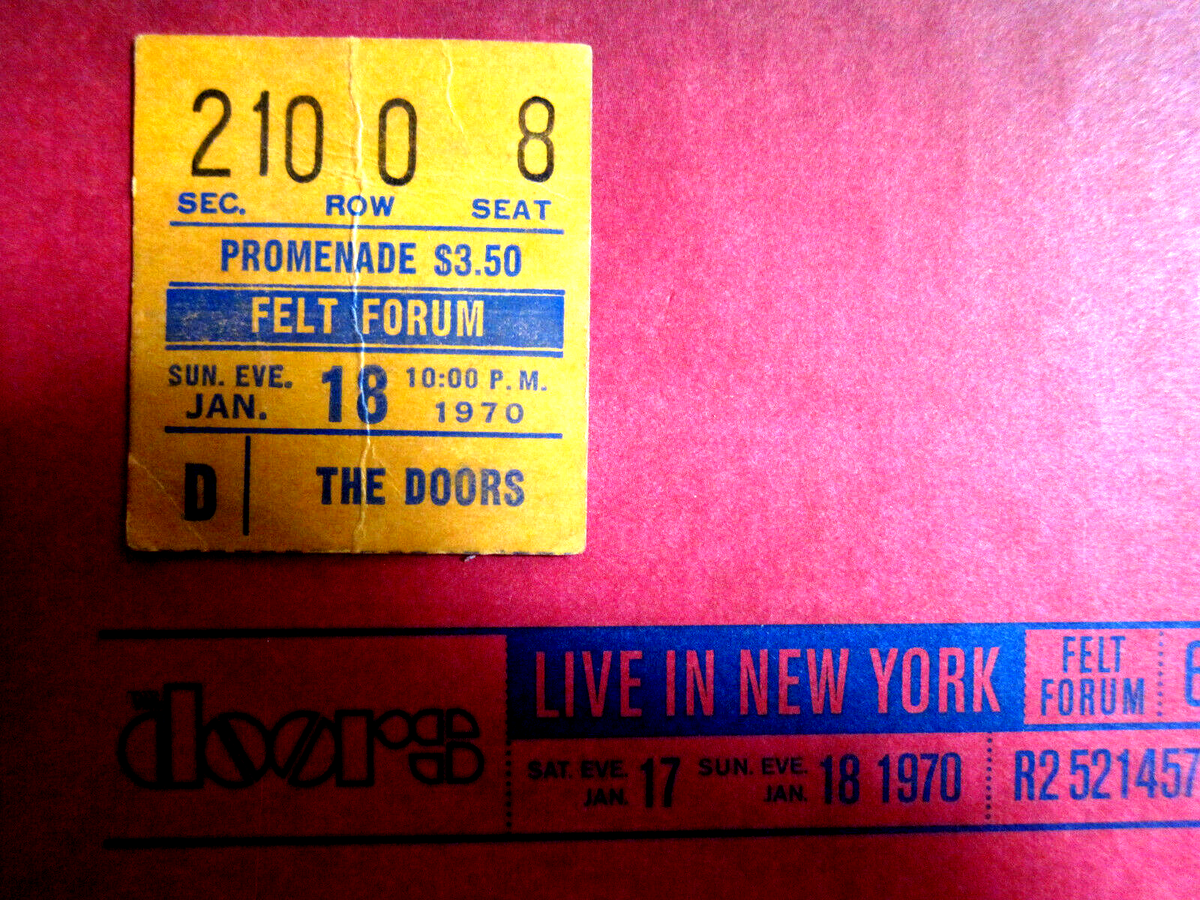 210 0 8
SEC. ROW SEAT
PROMENADE $3.50
FELT FORUM
SUN. EVE. JAN. 18 10:00 P.M. 1970
D THE DOORS
THE doors
LIVE IN NEW YORK
FELT FORUM
SAT. EVE. JAN. 17 SUN. EVE. JAN. 18 1970
R2 521457